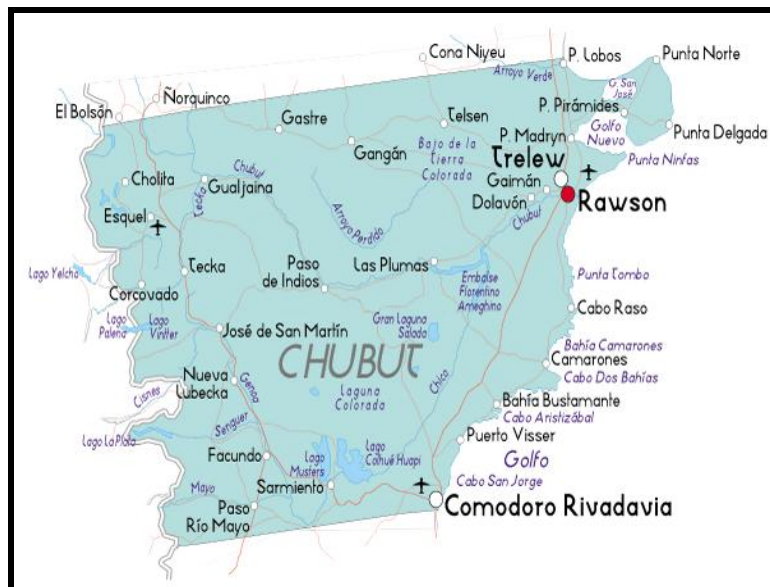 Cona Niyeu
P. Lobos
Punta Norte
Arroyo Verde
G. San
José
El Bolsón
Ñorquinco
Gastre
Telsen
P. Pirámides
Golfo
Nuevo
Punta Delgada
Gangán
Bajo de la
Tierra
Colorada
P. Madryn
Punta Ninfas
Trelew
Cholita
Chubut
Gualjaina
Tecka
Gaimán
Dolavón
Rawson
Esquel
Arroyo Perdido
Chubut
Lago Yelcho
Tecka
Paso
de Indios
Las Plumas
Embalse
Florentino
Ameghino
Punta Tombo
Corcovado
Cabo Raso
Lago
Palena
Lago
Vintter
José de San Martín
Gran Laguna
Salada
CHUBUT
Bahía Camarones
Camarones
Cabo Dos Bahías
Nueva
Lubecka
Genoa
Laguna
Colorada
Chico
Cisnes
Bahía Bustamante
Cabo Aristizábal
Senguer
Lago La Plata
Puerto Visser
Facundo
Lago
Musters
Lago
Colhué Huapi
Golfo
Cabo San Jorge
Sarmiento
Mayo
Paso
Río Mayo
Comodoro Rivadavia